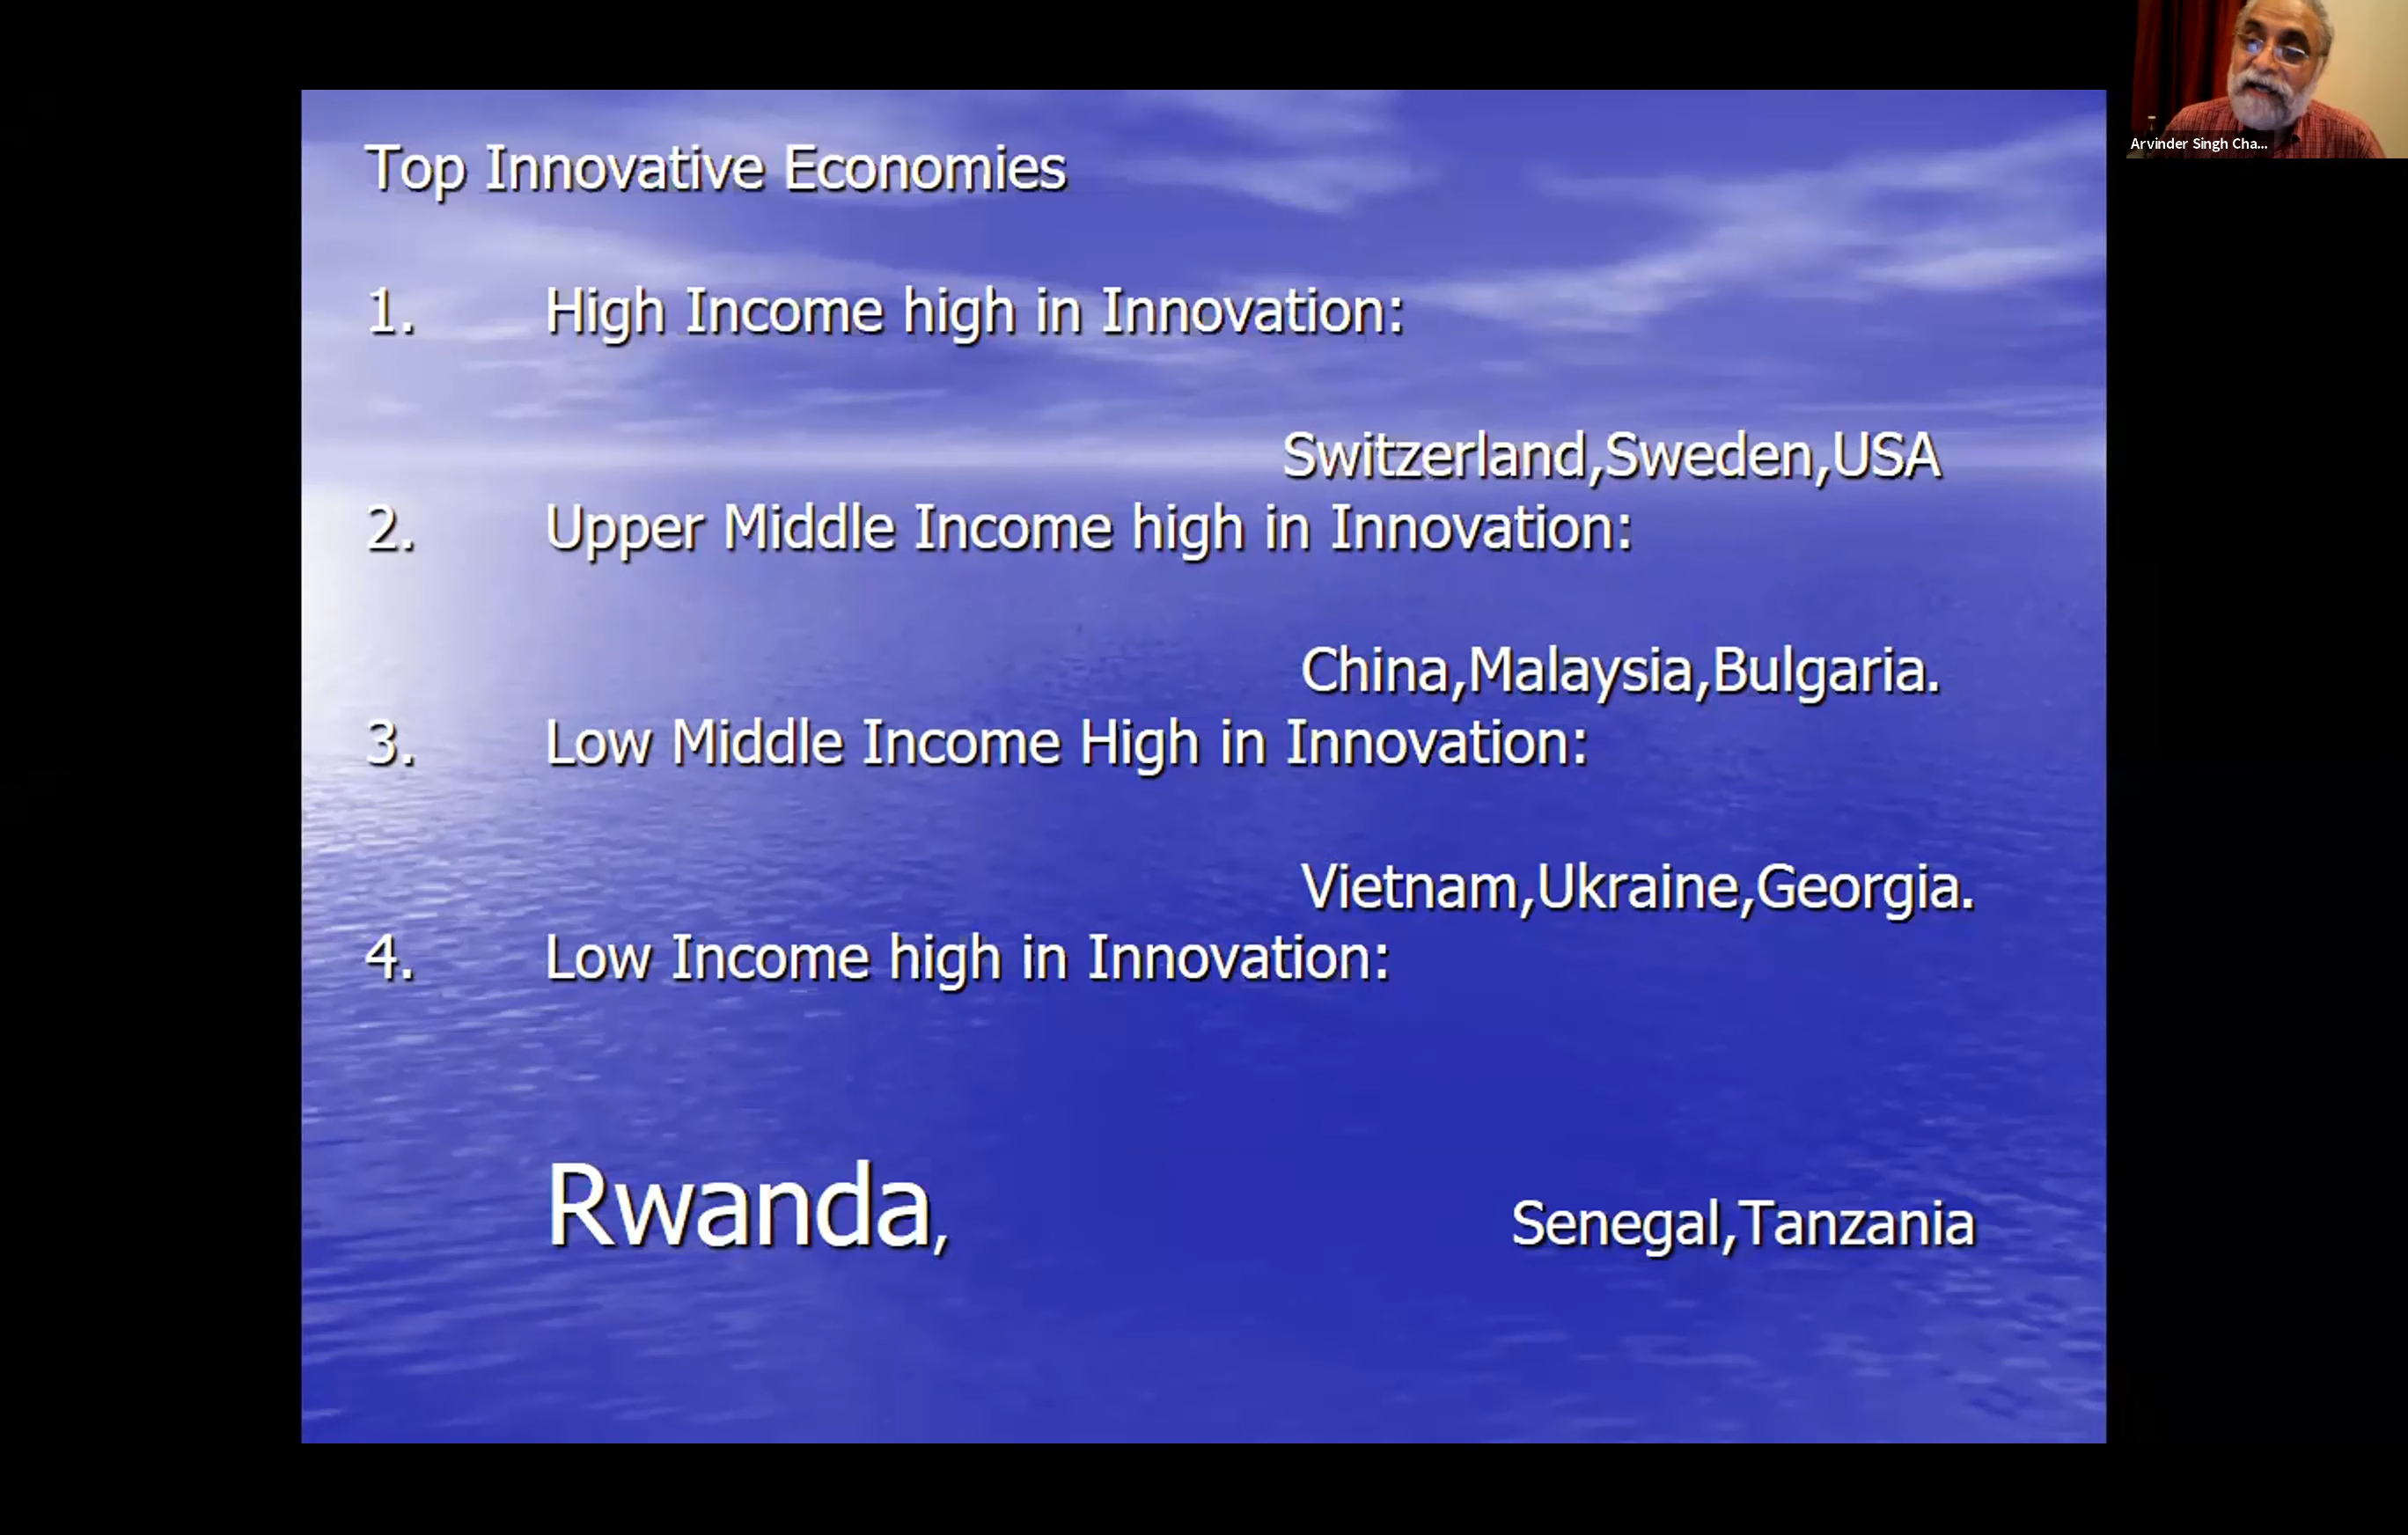 Top Innovative Economies
1. High Income high in Innovation:
Switzerland,Sweden,USA
2. Upper Middle Income high in Innovation:
China,Malaysia,Bulgaria.
3. Low Middle Income High in Innovation:
Vietnam,Ukraine,Georgia.
4. Low Income high in Innovation:
Rwanda, Senegal,Tanzania
Arvinder Singh Cha...